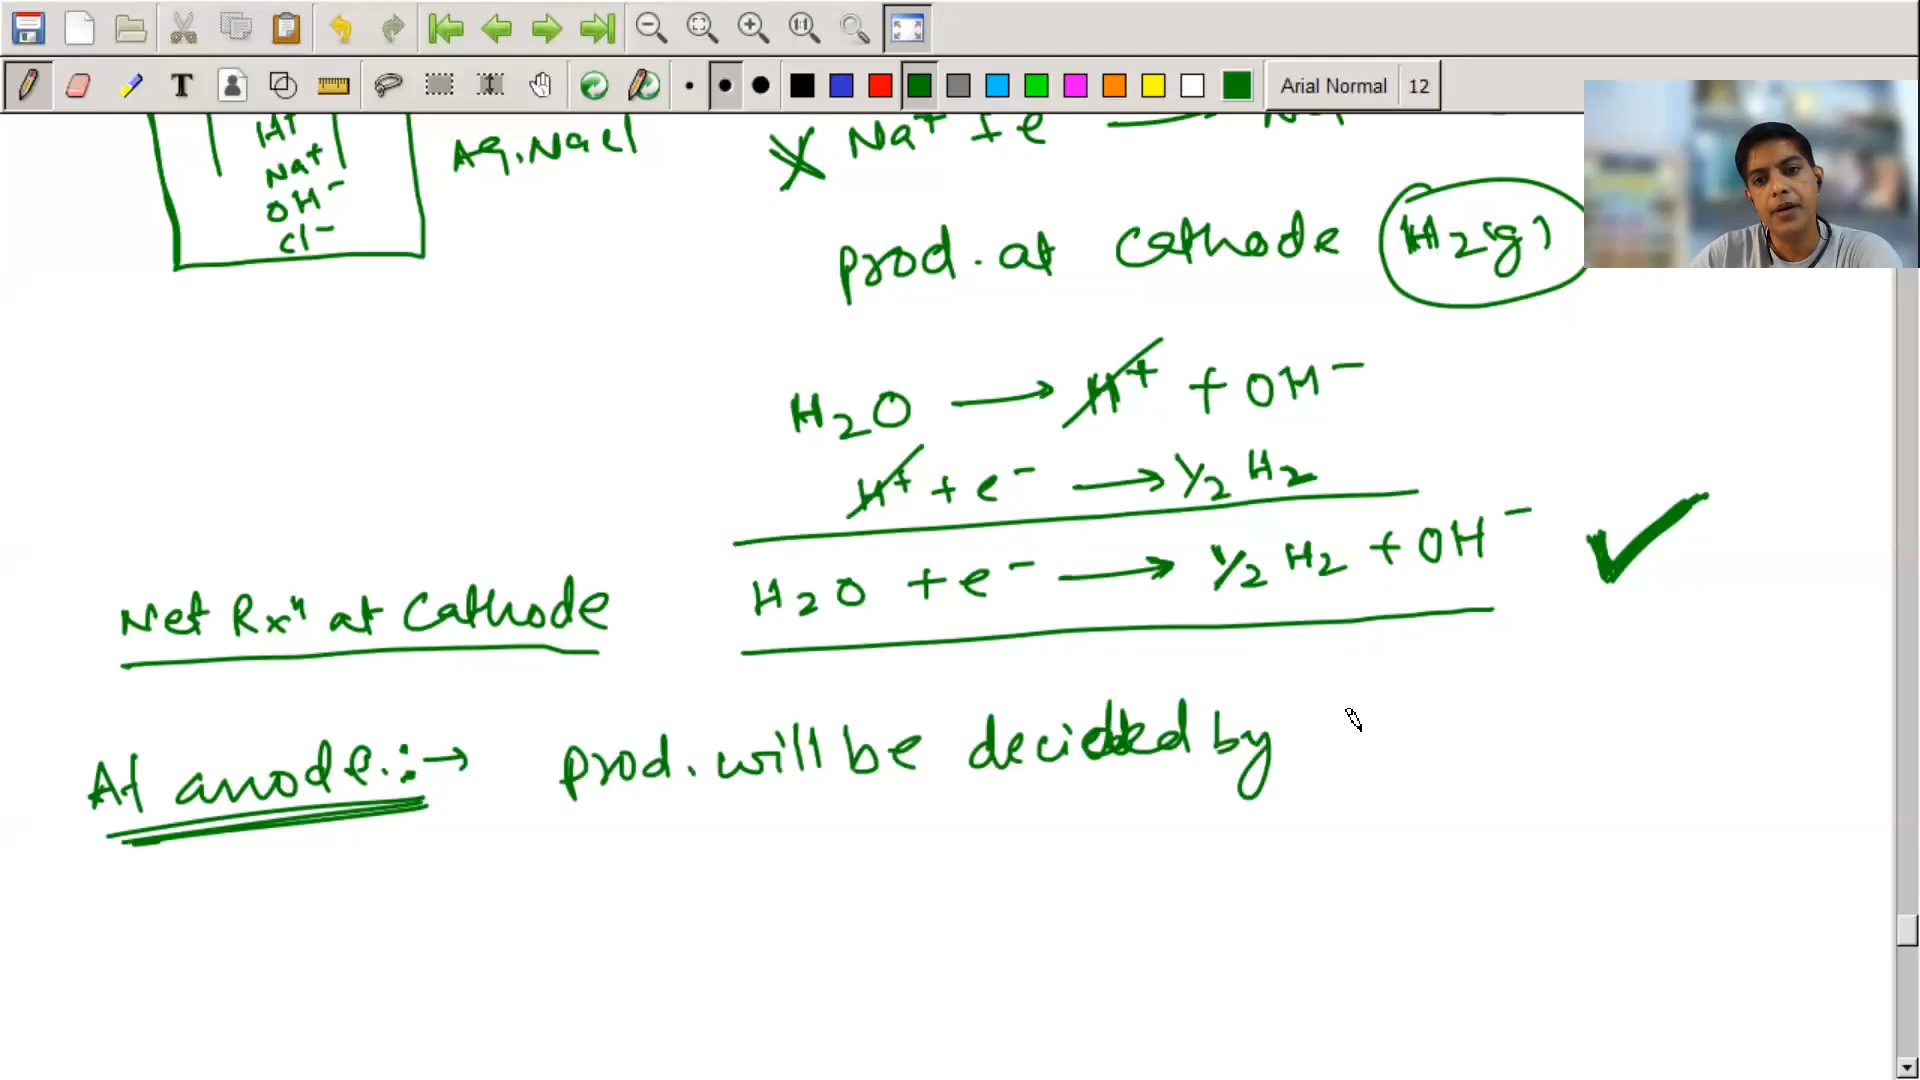 Arial Normal 12
H+
Na+
OH−
Cl−
Aq. NaCl
X Na+ + e →
prod. at cathode H2(g)
H2O → H+ + OH−
H+ + e− → 1/2 H2
Net Rxn at Cathode H2O + e− → 1/2 H2 + OH− ✓
At anode :→ prod. will be decided by